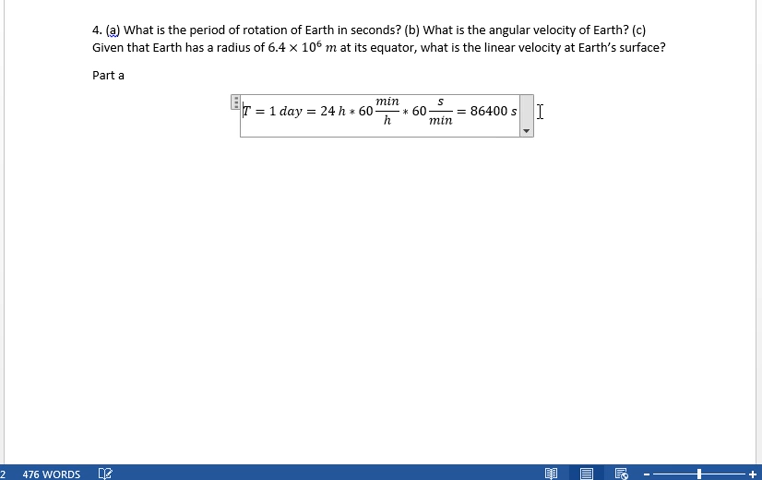 4. (a) What is the period of rotation of Earth in seconds? (b) What is the angular velocity of Earth? (c)
Given that Earth has a radius of 6.4 × 10⁶ m at its equator, what is the linear velocity at Earth's surface?
Part a
T = 1 day = 24 h * 60 min/h * 60 s/min = 86400 s
2 476 WORDS